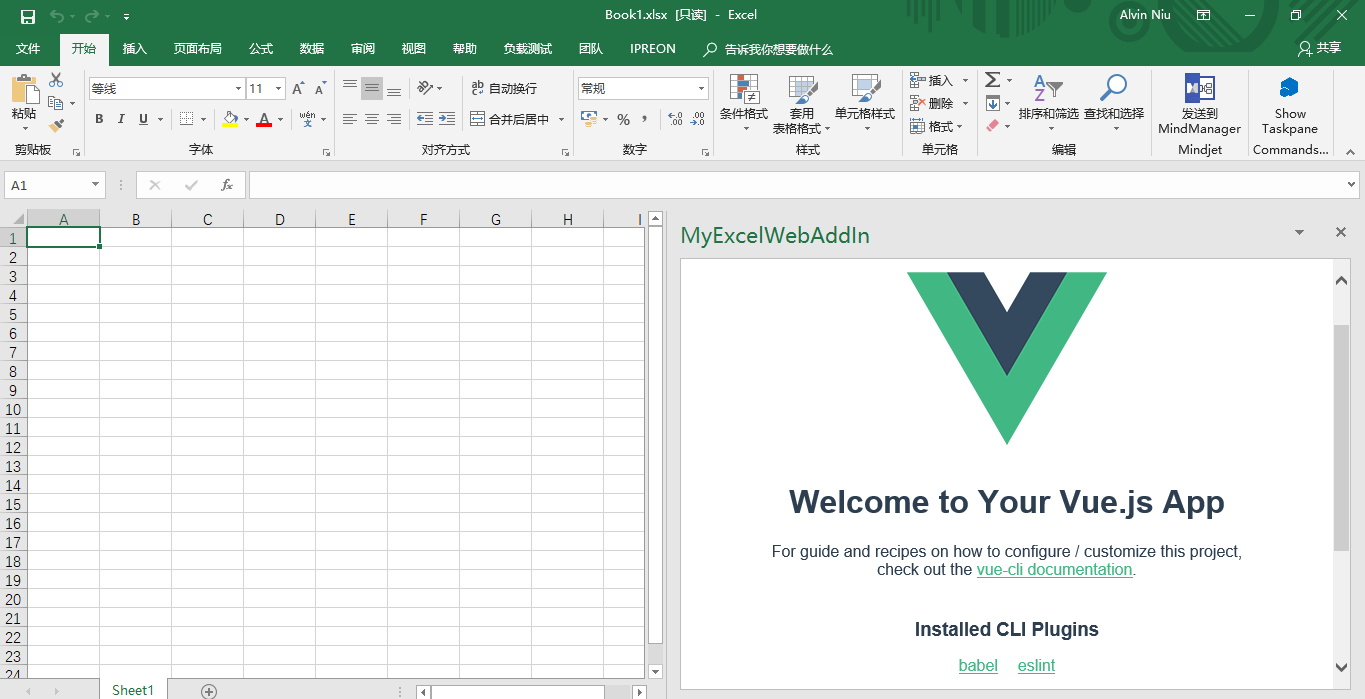 Book1.xlsx [只读] - Excel
Alvin Niu
文件 开始 插入 页面布局 公式 数据 审阅 视图 帮助 负载测试 团队 IPREON 告诉我你想要做什么 共享
粘贴
等线 11
B I U
wén
文
A A
A
ab 自动换行
合并后居中
常规
% ,
条件格式
套用
表格格式
单元格样式
插入
删除
格式
排序和筛选
查找和选择
发送到
MindManager
Show
Taskpane
剪贴板 字体 对齐方式 数字 样式 单元格 编辑 Mindjet Commands...
A1
fx
A B C D E F G H I
1
2
3
4
5
6
7
8
9
10
11
12
13
14
15
16
17
18
19
20
21
22
23
24
Sheet1
MyExcelWebAddIn
Welcome to Your Vue.js App
For guide and recipes on how to configure / customize this project,
check out the vue-cli documentation.
Installed CLI Plugins
babel eslint